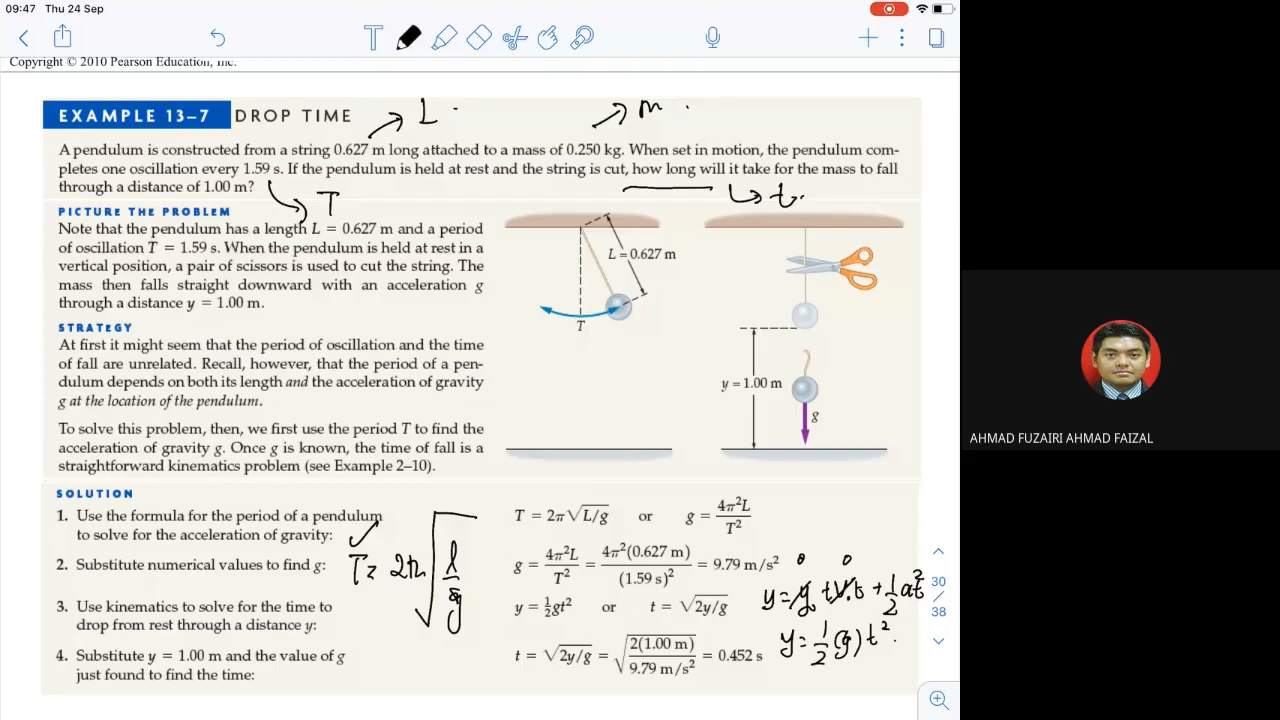 09:47 Thu 24 Sep
Copyright © 2010 Pearson Education, Inc.
EXAMPLE 13–7 DROP TIME
L
m
A pendulum is constructed from a string 0.627 m long attached to a mass of 0.250 kg. When set in motion, the pendulum com-
pletes one oscillation every 1.59 s. If the pendulum is held at rest and the string is cut, how long will it take for the mass to fall
through a distance of 1.00 m?
T
t
PICTURE THE PROBLEM
Note that the pendulum has a length L = 0.627 m and a period
of oscillation T = 1.59 s. When the pendulum is held at rest in a
vertical position, a pair of scissors is used to cut the string. The
mass then falls straight downward with an acceleration g
through a distance y = 1.00 m.
STRATEGY
At first it might seem that the period of oscillation and the time
of fall are unrelated. Recall, however, that the period of a pen-
dulum depends on both its length and the acceleration of gravity
g at the location of the pendulum.
To solve this problem, then, we first use the period T to find the
acceleration of gravity g. Once g is known, the time of fall is a
straightforward kinematics problem (see Example 2–10).
L = 0.627 m
T
y = 1.00 m
g
SOLUTION
1. Use the formula for the period of a pendulum
to solve for the acceleration of gravity:
T = 2π√L/g or g = 4π²L/T²
2. Substitute numerical values to find g:
g = 4π²L/T² = 4π²(0.627 m)/(1.59 s)² = 9.79 m/s²
3. Use kinematics to solve for the time to
drop from rest through a distance y:
y = ½gt² or t = √2y/g
4. Substitute y = 1.00 m and the value of g
just found to find the time:
t = √2y/g = √2(1.00 m)/9.79 m/s² = 0.452 s
T = 2π√l/g
0 0
y = y₀ + v₀t + ½at²
y = ½(g)t².
30
/
38
AHMAD FUZAIRI AHMAD FAIZAL